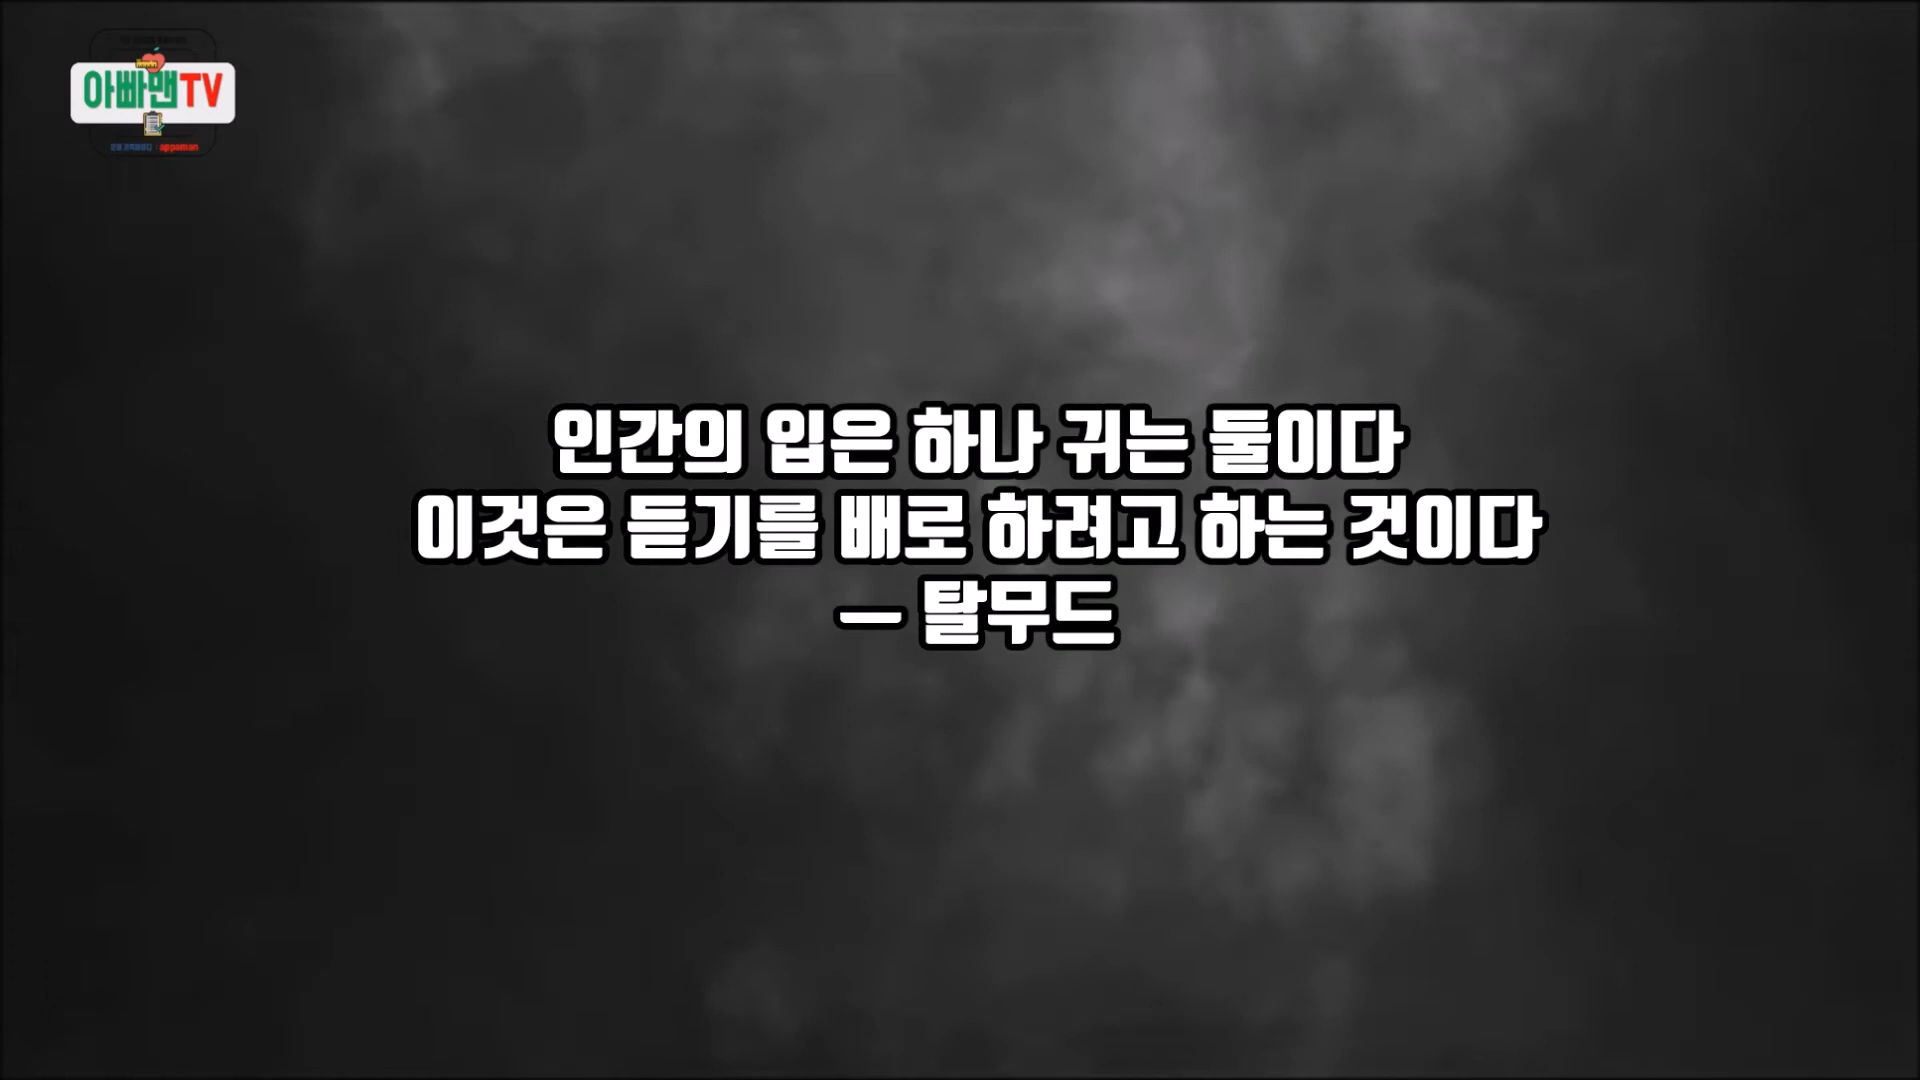 아빠맨TV
appaman
인간의 입은 하나 귀는 둘이다
이것은 듣기를 배로 하려고 하는 것이다
— 탈무드